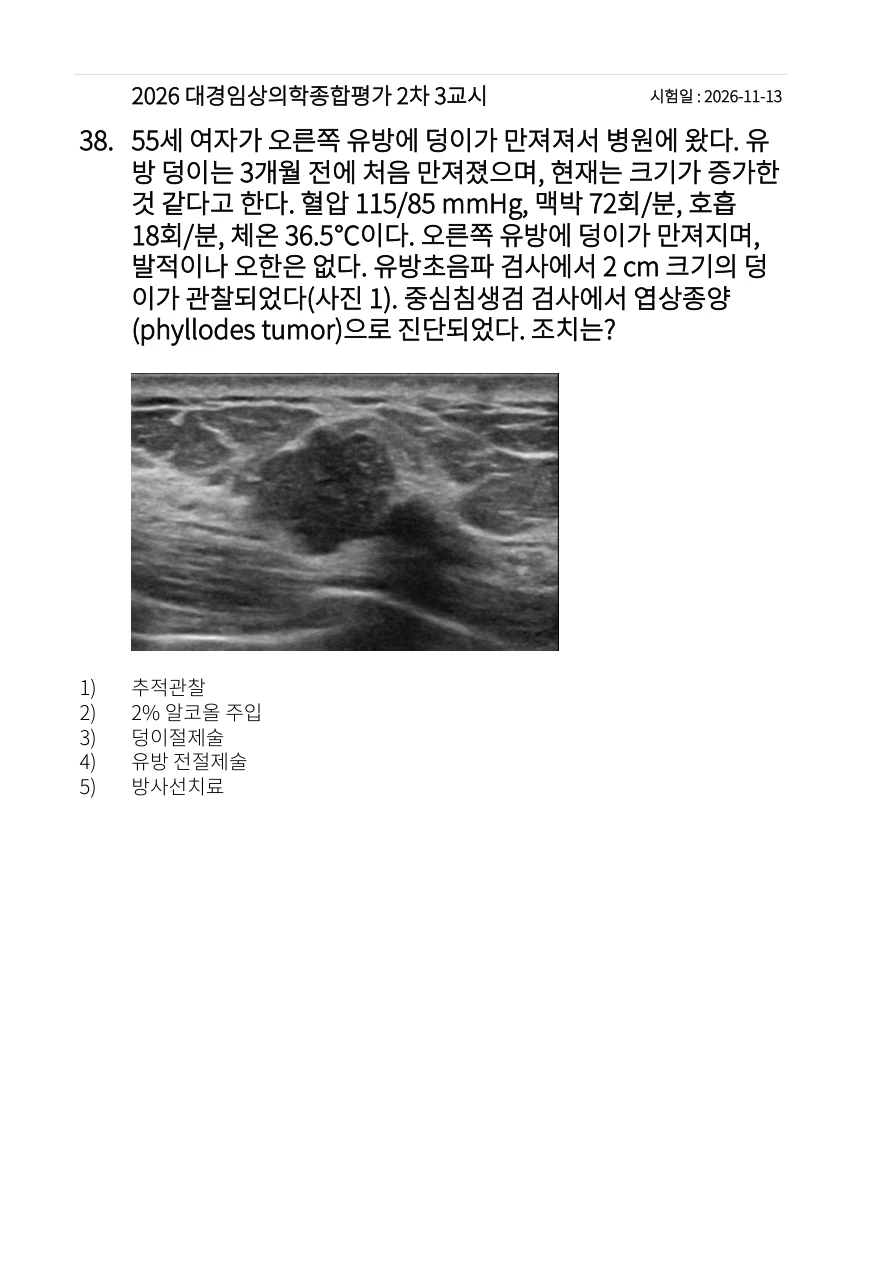 2026 대경임상의학종합평가 2차 3교시
시험일 : 2026-11-13
38. 55세 여자가 오른쪽 유방에 덩이가 만져져서 병원에 왔다. 유
방 덩이는 3개월 전에 처음 만져졌으며, 현재는 크기가 증가한
것 같다고 한다. 혈압 115/85 mmHg, 맥박 72회/분, 호흡
18회/분, 체온 36.5℃이다. 오른쪽 유방에 덩이가 만져지며,
발적이나 오한은 없다. 유방초음파 검사에서 2 cm 크기의 덩
이가 관찰되었다(사진 1). 중심침생검 검사에서 엽상종양
(phyllodes tumor)으로 진단되었다. 조치는?
1) 추적관찰
2) 2% 알코올 주입
3) 덩이절제술
4) 유방 전절제술
5) 방사선치료